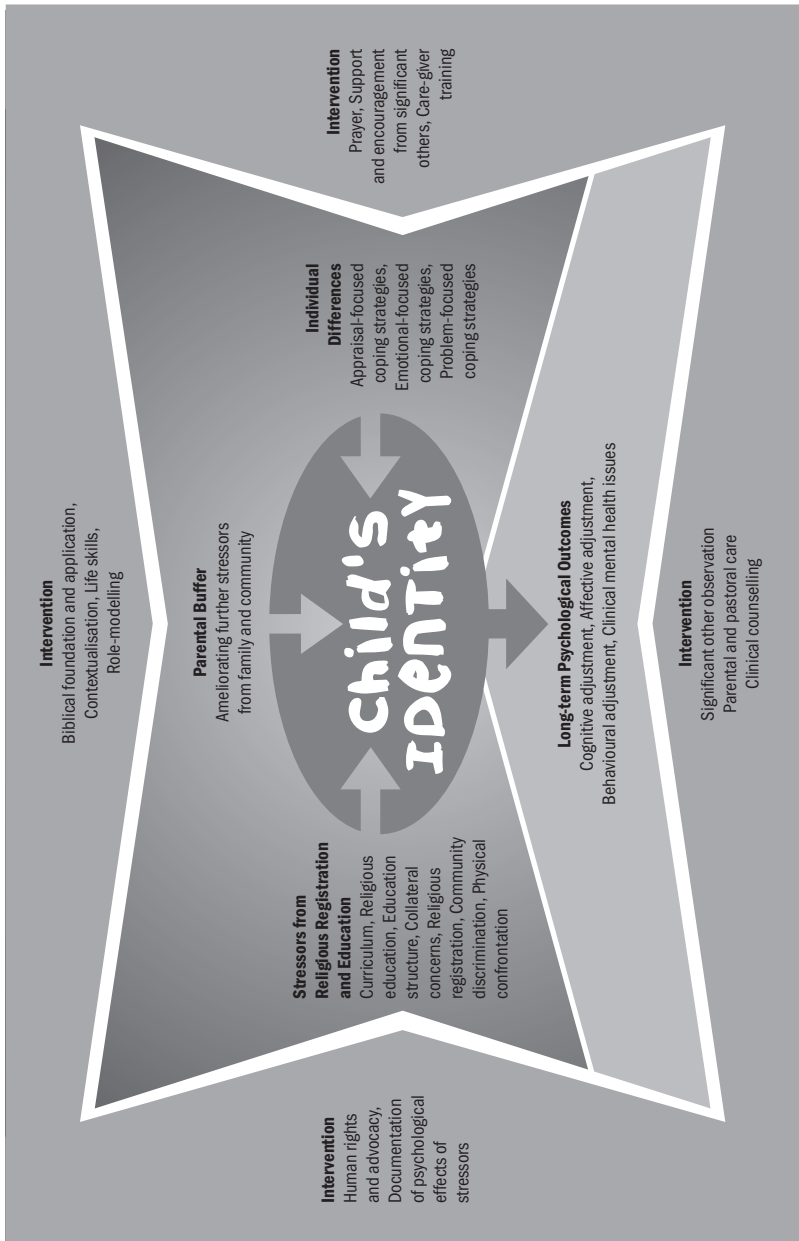 Intervention
Biblical foundation and application,
Contextualisation, Life skills,
Role-modelling
Parental Buffer
Ameliorating further stressors
from family and community
Intervention
Human rights
and advocacy,
Documentation
of psychological
effects of
stressors
Stressors from
Religious Registration
and Education
Curriculum, Religious
education, Education
structure, Collateral
concerns, Religious
registration, Community
discrimination, Physical
confrontation
Child's
IDENTITY
Individual
Differences
Appraisal-focused
coping strategies,
Emotional-focused
coping strategies,
Problem-focused
coping strategies
Intervention
Prayer, Support
and encouragement
from significant
others, Care-giver
training
Long-term Psychological Outcomes
Cognitive adjustment, Affective adjustment,
Behavioural adjustment, Clinical mental health issues
Intervention
Significant other observation
Parental and pastoral care
Clinical counselling